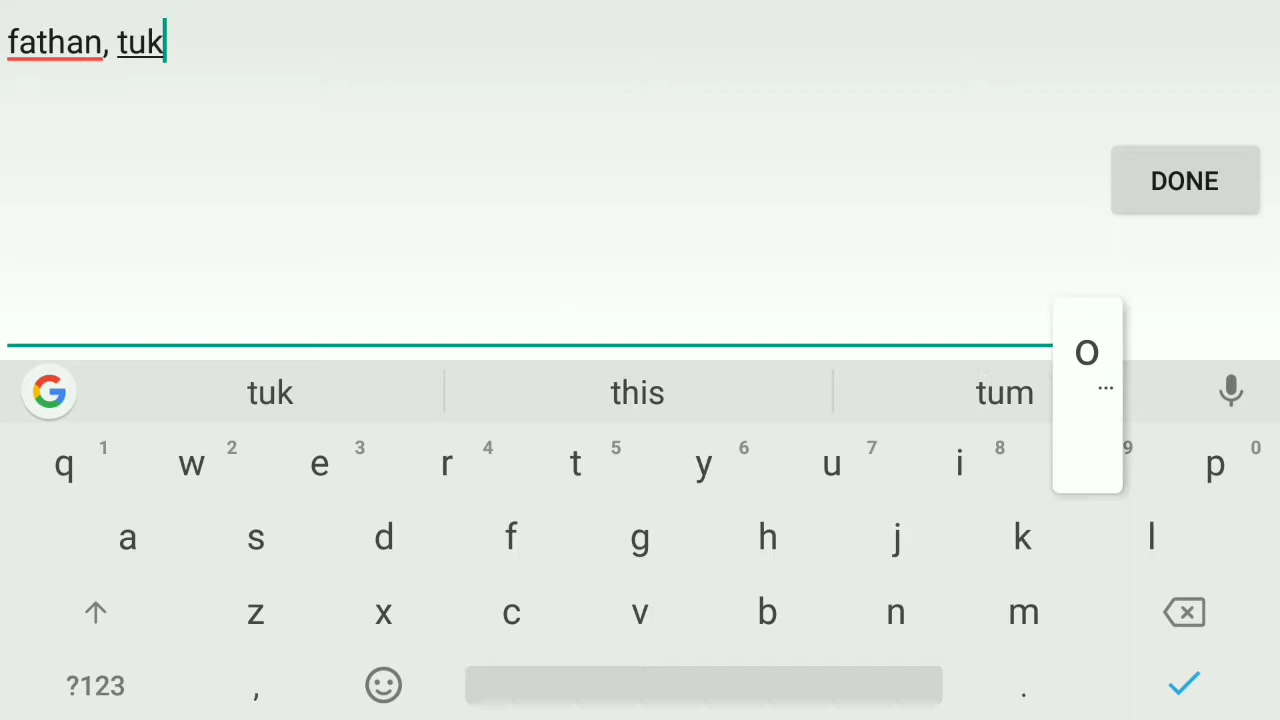 fathan, tuk
DONE
o
...
tuk this tum
q 1 w 2 e 3 r 4 t 5 y 6 u 7 i 8 9 p 0
a s d f g h j k l
z x c v b n m
?123 , .